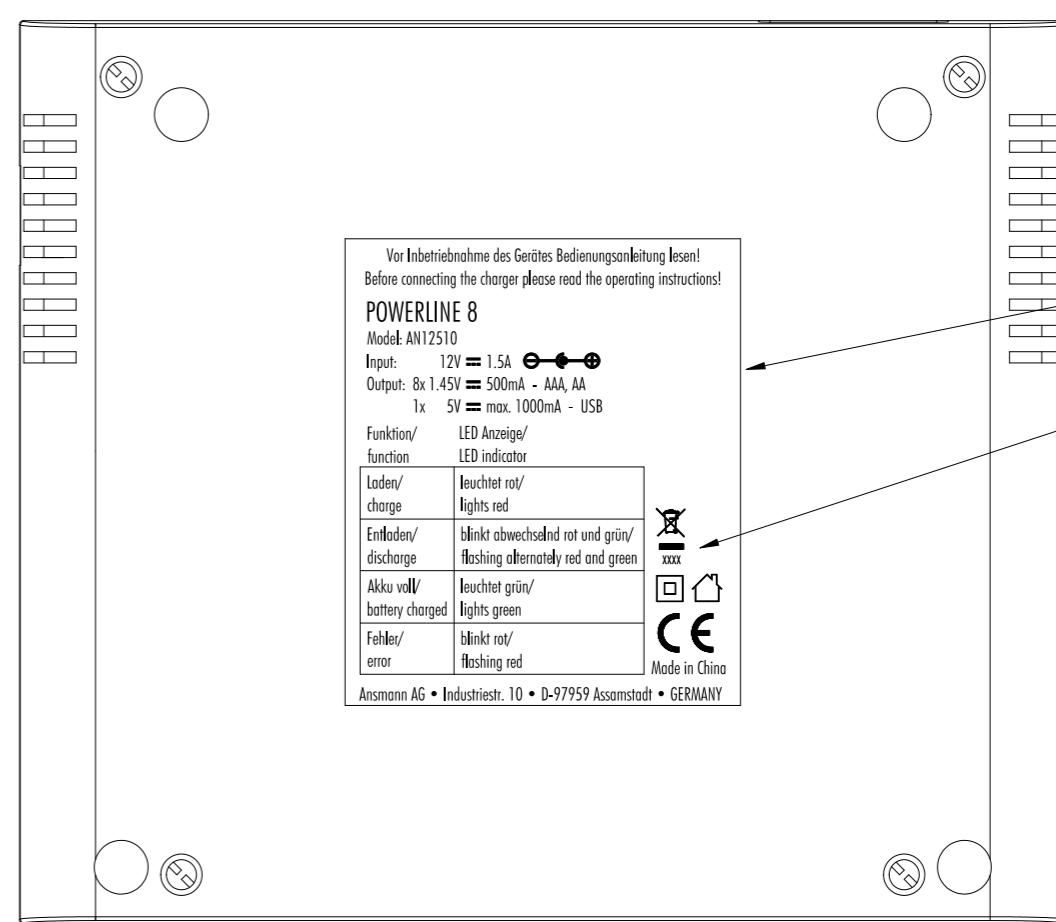 Vor Inbetriebnahme des Gerätes Bedienungsanleitung lesen!
Before connecting the charger please read the operating instructions!
POWERLINE 8
Model: AN12510
Input: 12V 1.5A
Output: 8x 1.45V 500mA - AAA, AA
1x 5V max. 1000mA - USB
Funktion/ LED Anzeige/
function LED indicator
Laden/ leuchtet rot/
charge lights red
Entladen/ blinkt abwechselnd rot und grün/
discharge flashing alternately red and green
Akku voll/ leuchtet grün/
battery charged lights green
Fehler/ blinkt rot/
error flashing red
xxxx
CE
Made in China
Ansmann AG • Industriestr. 10 • D-97959 Assamstadt • GERMANY